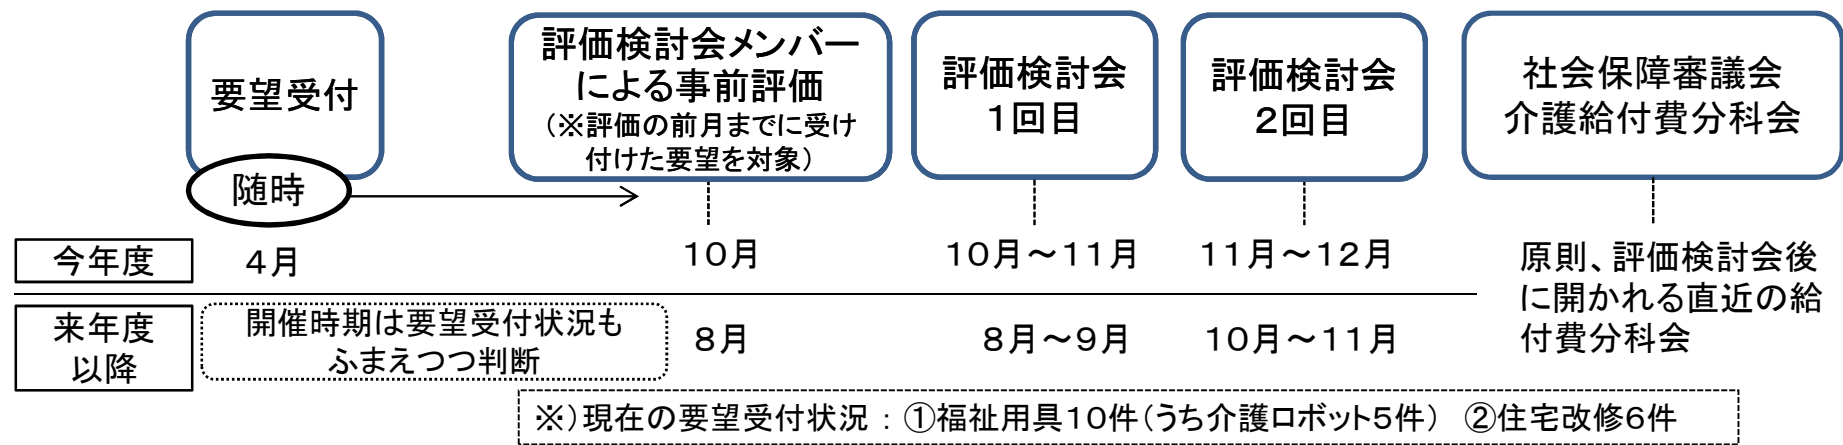 要望受付
随時
評価検討会メンバー
による事前評価
(※評価の前月までに受け
付けた要望を対象)
評価検討会
1回目
評価検討会
2回目
社会保障審議会
介護給付費分科会
今年度
4月
10月
10月~11月
11月~12月
原則、評価検討会後
に開かれる直近の給
付費分科会
来年度
以降
開催時期は要望受付状況も
ふまえつつ判断
8月
8月~9月
10月~11月
※)現在の要望受付状況:①福祉用具10件(うち介護ロボット5件) ②住宅改修6件